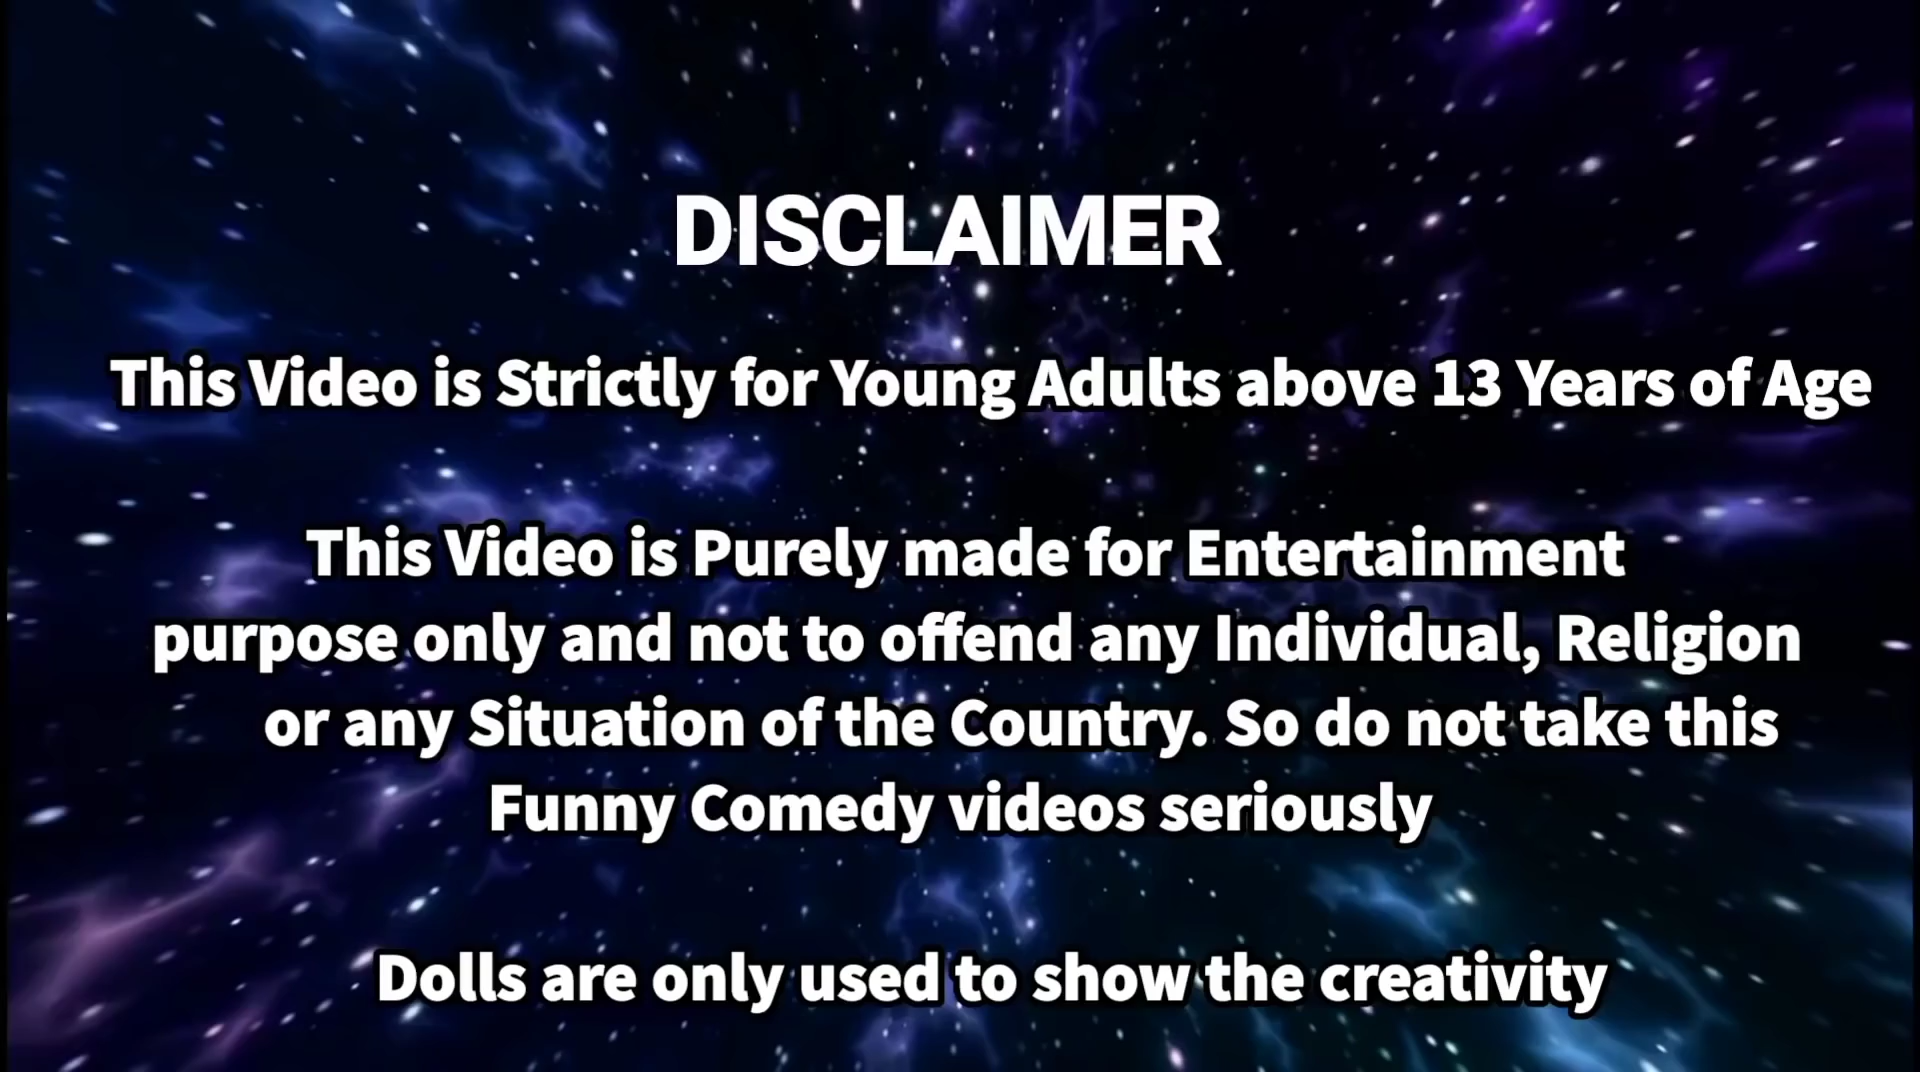 DISCLAIMER
This Video is Strictly for Young Adults above 13 Years of Age
This Video is Purely made for Entertainment
purpose only and not to offend any Individual, Religion
or any Situation of the Country. So do not take this
Funny Comedy videos seriously
Dolls are only used to show the creativity